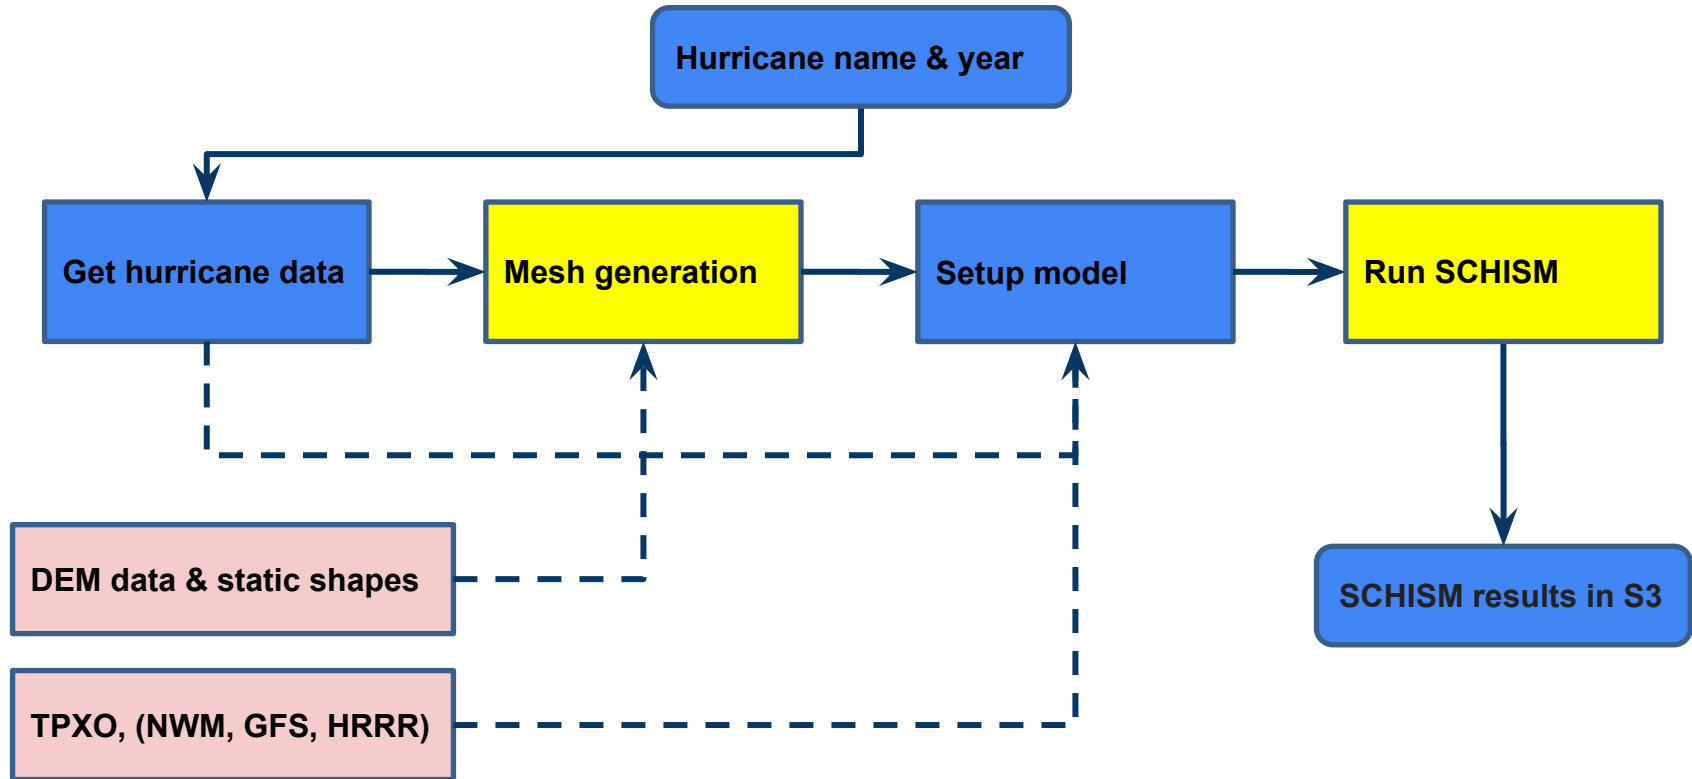 Hurricane name & year
Get hurricane data
Mesh generation
Setup model
Run SCHISM
DEM data & static shapes
SCHISM results in S3
TPXO, (NWM, GFS, HRRR)